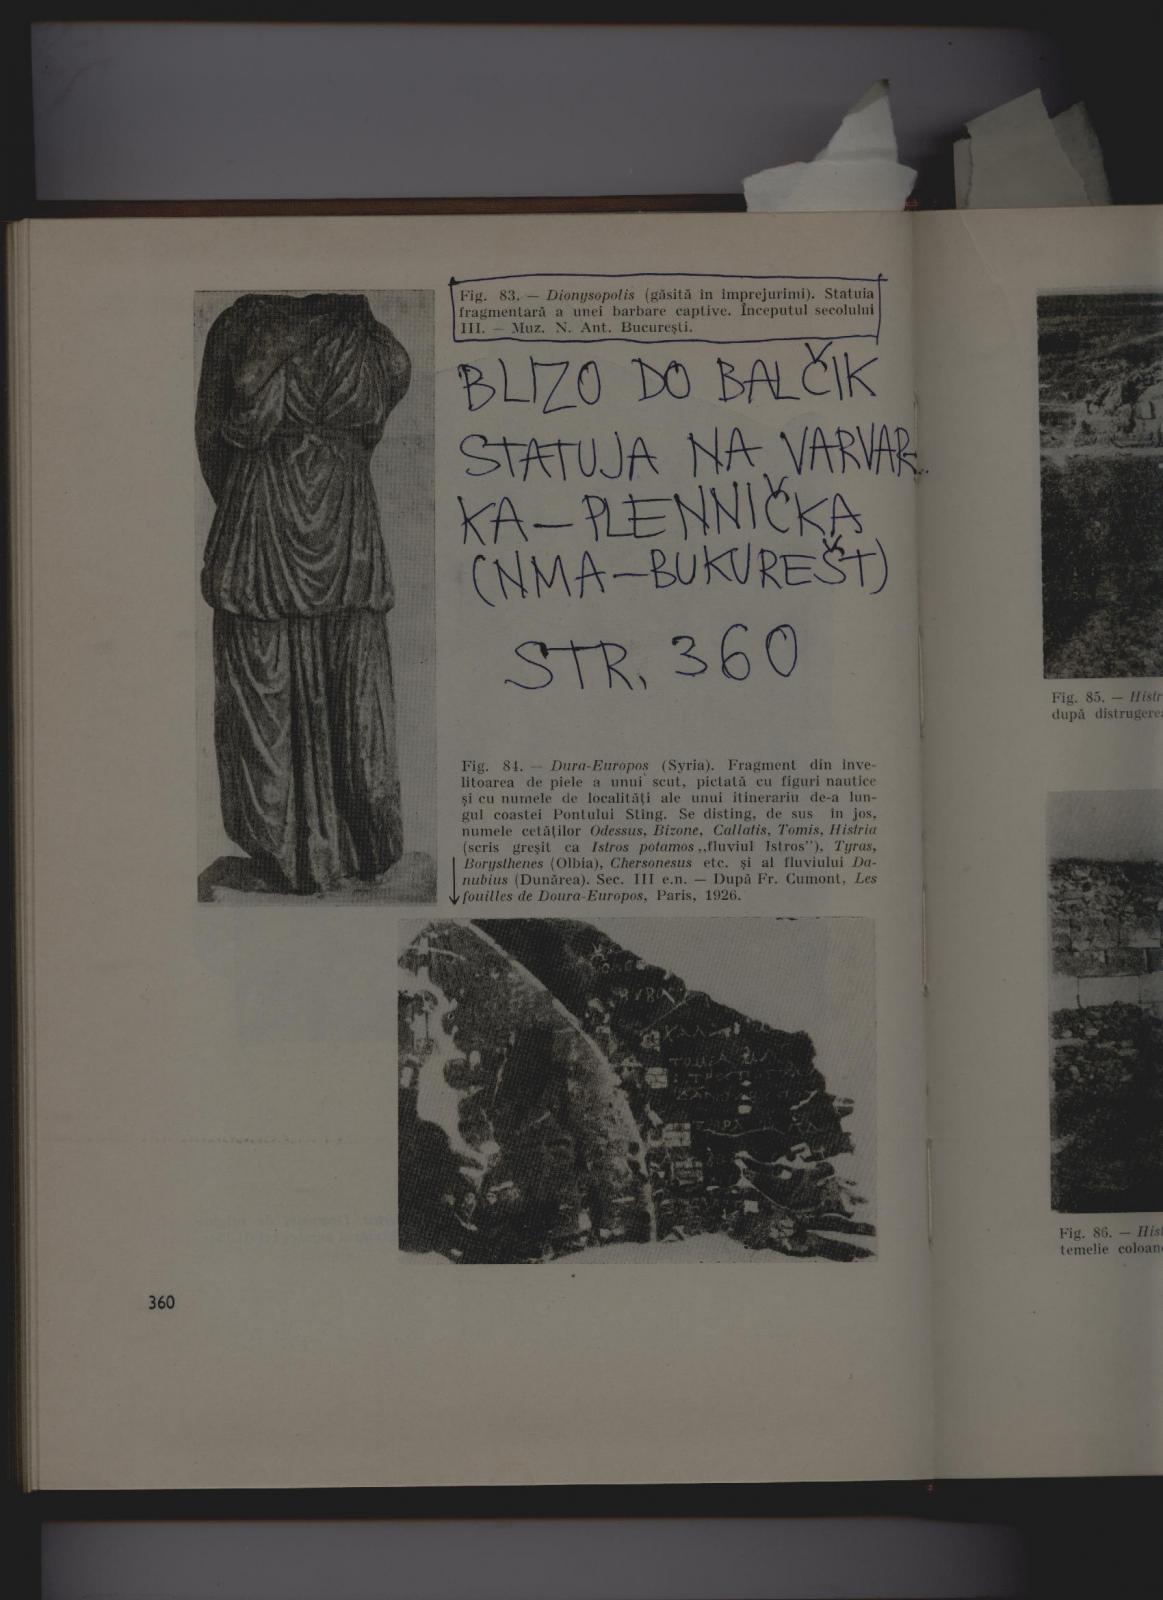 Fig. 83. — Dionysopolis (găsită în imprejurimi). Statuia
fragmentară a unei barbare captive. Începutul secolului
III. — Muz. N. Ant. București.
BLIZO DO BALČIK
STATUJA NA VARVAR-
KA – PLENNIČKA
(NMA – BUKUREŠT)
STR. 360
Fig. 84. — Dura-Europos (Syria). Fragment din inve-
litoarea de piele a unui scut, pictată cu figuri nautice
și cu numele de localități ale unui itinerariu de-a lun-
gul coastei Pontului Sting. Se disting, de sus în jos,
numele cetăților Odessus, Bizone, Callatis, Tomis, Histria
(scris greșit ca Istros potamos „fluviul Istros"), Tyras,
Borysthenes (Olbia), Chersonesus etc. și al fluviului Da-
nubius (Dunărea). Sec. III e.n. — După Fr. Cumont, Les
fouilles de Doura-Europos, Paris, 1926.
360
Fig. 85. —
după
Fig. 86. —
temelie